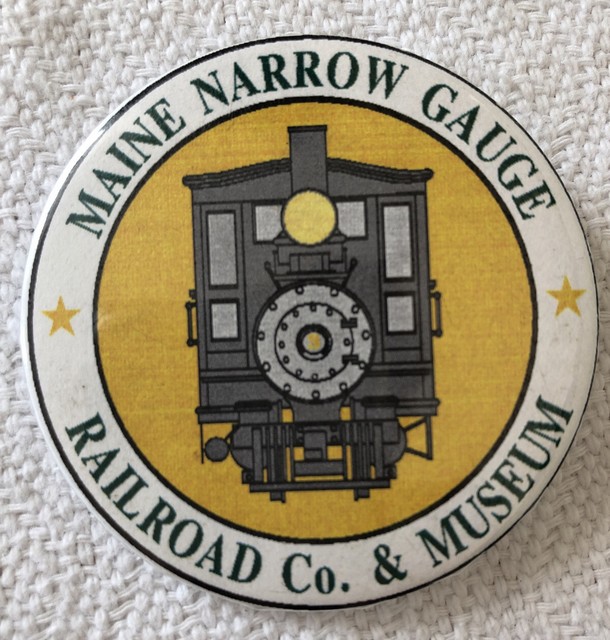 MAINE NARROW GAUGE
RAILROAD Co. & MUSEUM